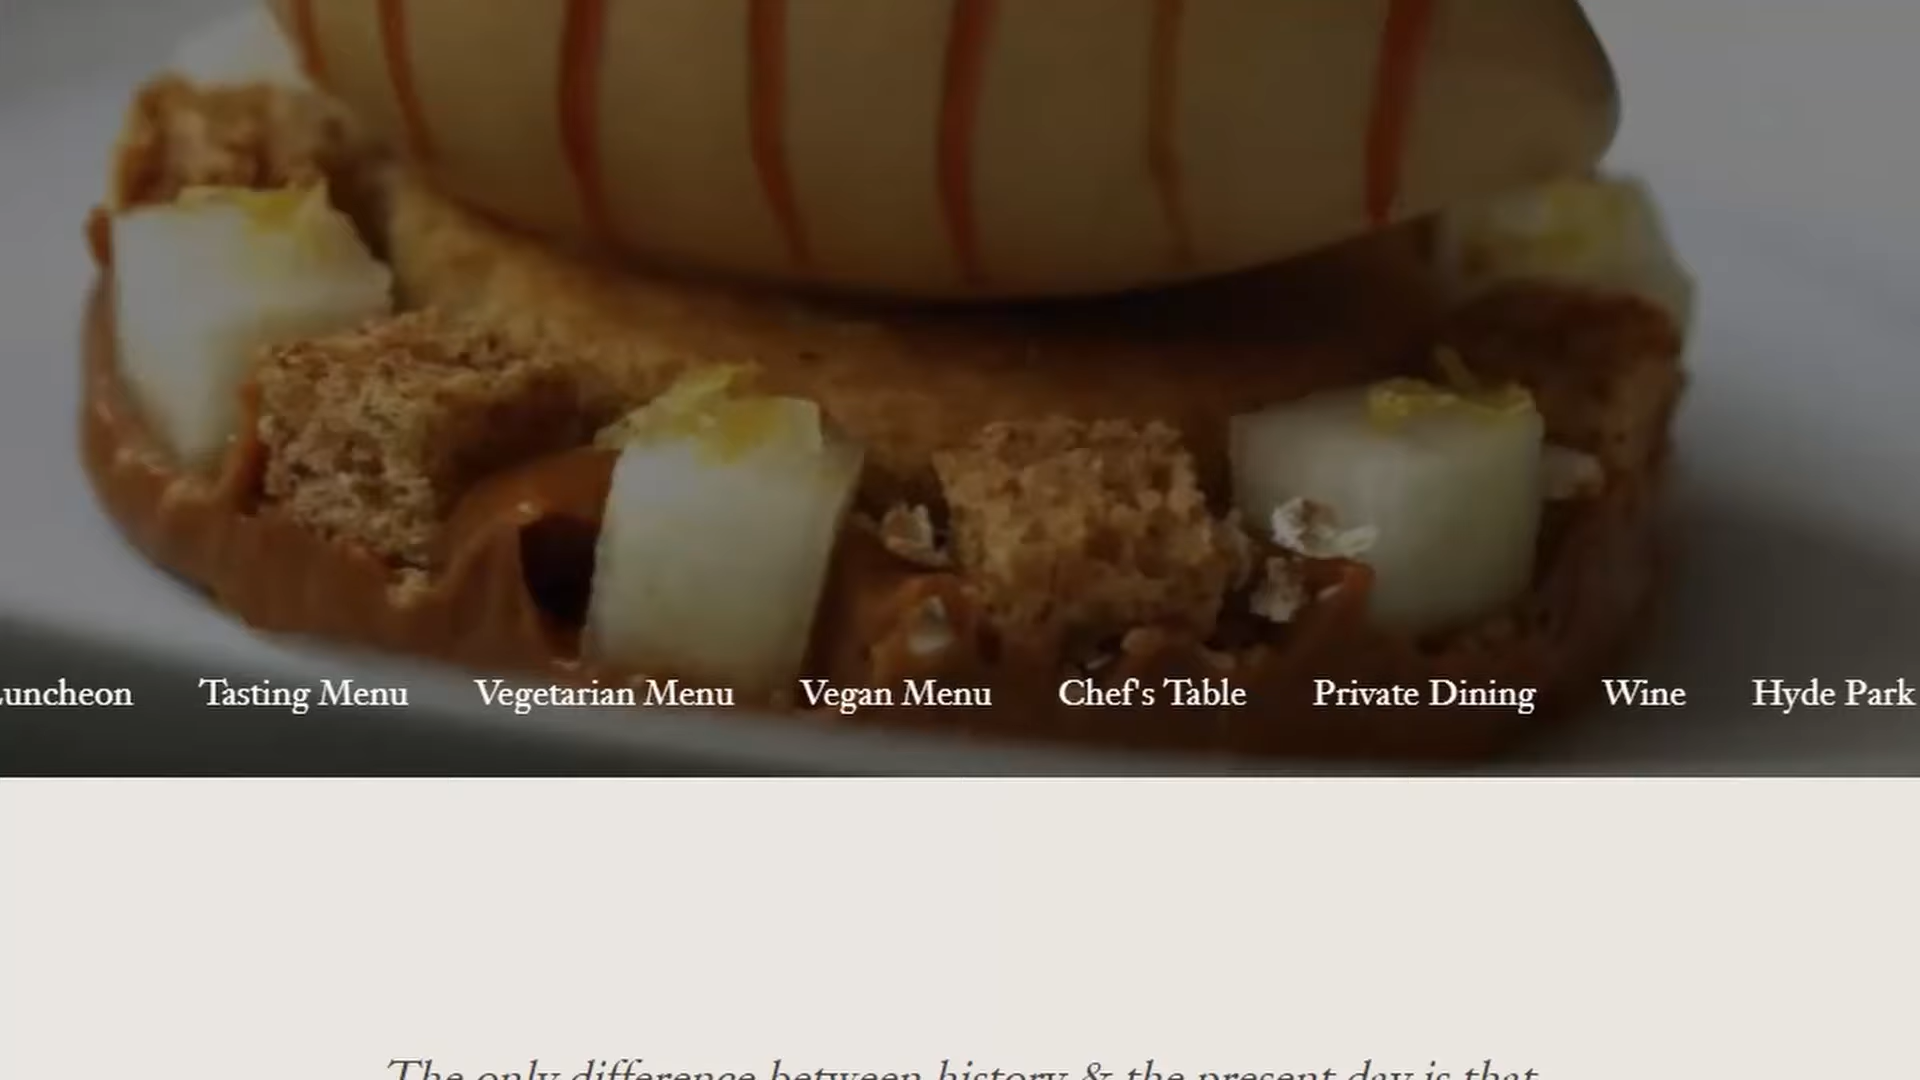 Luncheon Tasting Menu Vegetarian Menu Vegan Menu Chef's Table Private Dining Wine Hyde Park
The only difference between history & the present day is that